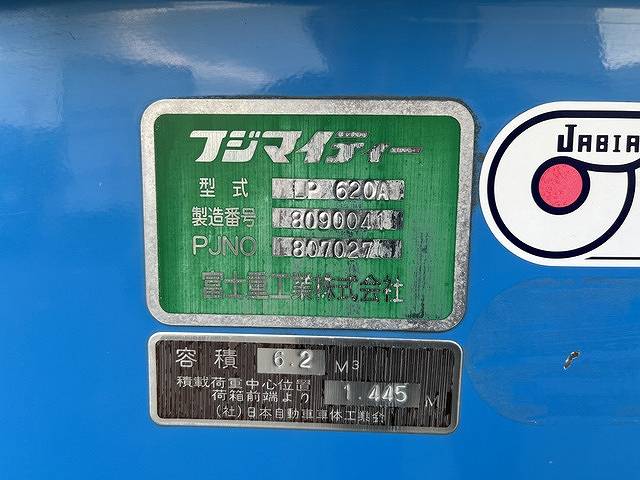 フジマイティー
型式 LP 620A
製造番号 8090041
PJNO 807027
富士重工業株式会社
JABIA
容積 6.2 M³
積載荷重中心位置
荷箱前端より 1.445 M
(社)日本自動車車体工業会